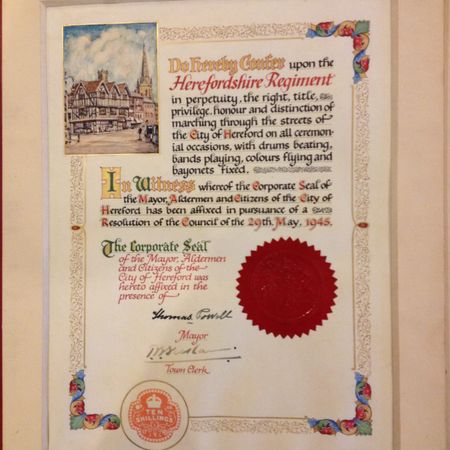 Do Hereby Confer upon the
Herefordshire Regiment
in perpetuity, the right, title,
privilege, honour and distinction of
marching through the streets of
the City of Hereford on all ceremon-
ial occasions, with drums beating,
bands playing, colours flying and
bayonets fixed.
In Witness whereof the Corporate Seal of
the Mayor, Aldermen and Citizens of the City of
Hereford has been affixed in pursuance of a
Resolution of the Council of the 29th May, 1945.
The Corporate Seal
of the Mayor, Aldermen
and Citizens of the
City of Hereford was
hereto affixed in the
presence of
Thomas Powell
Mayor
Town Clerk
TEN
SHILLINGS